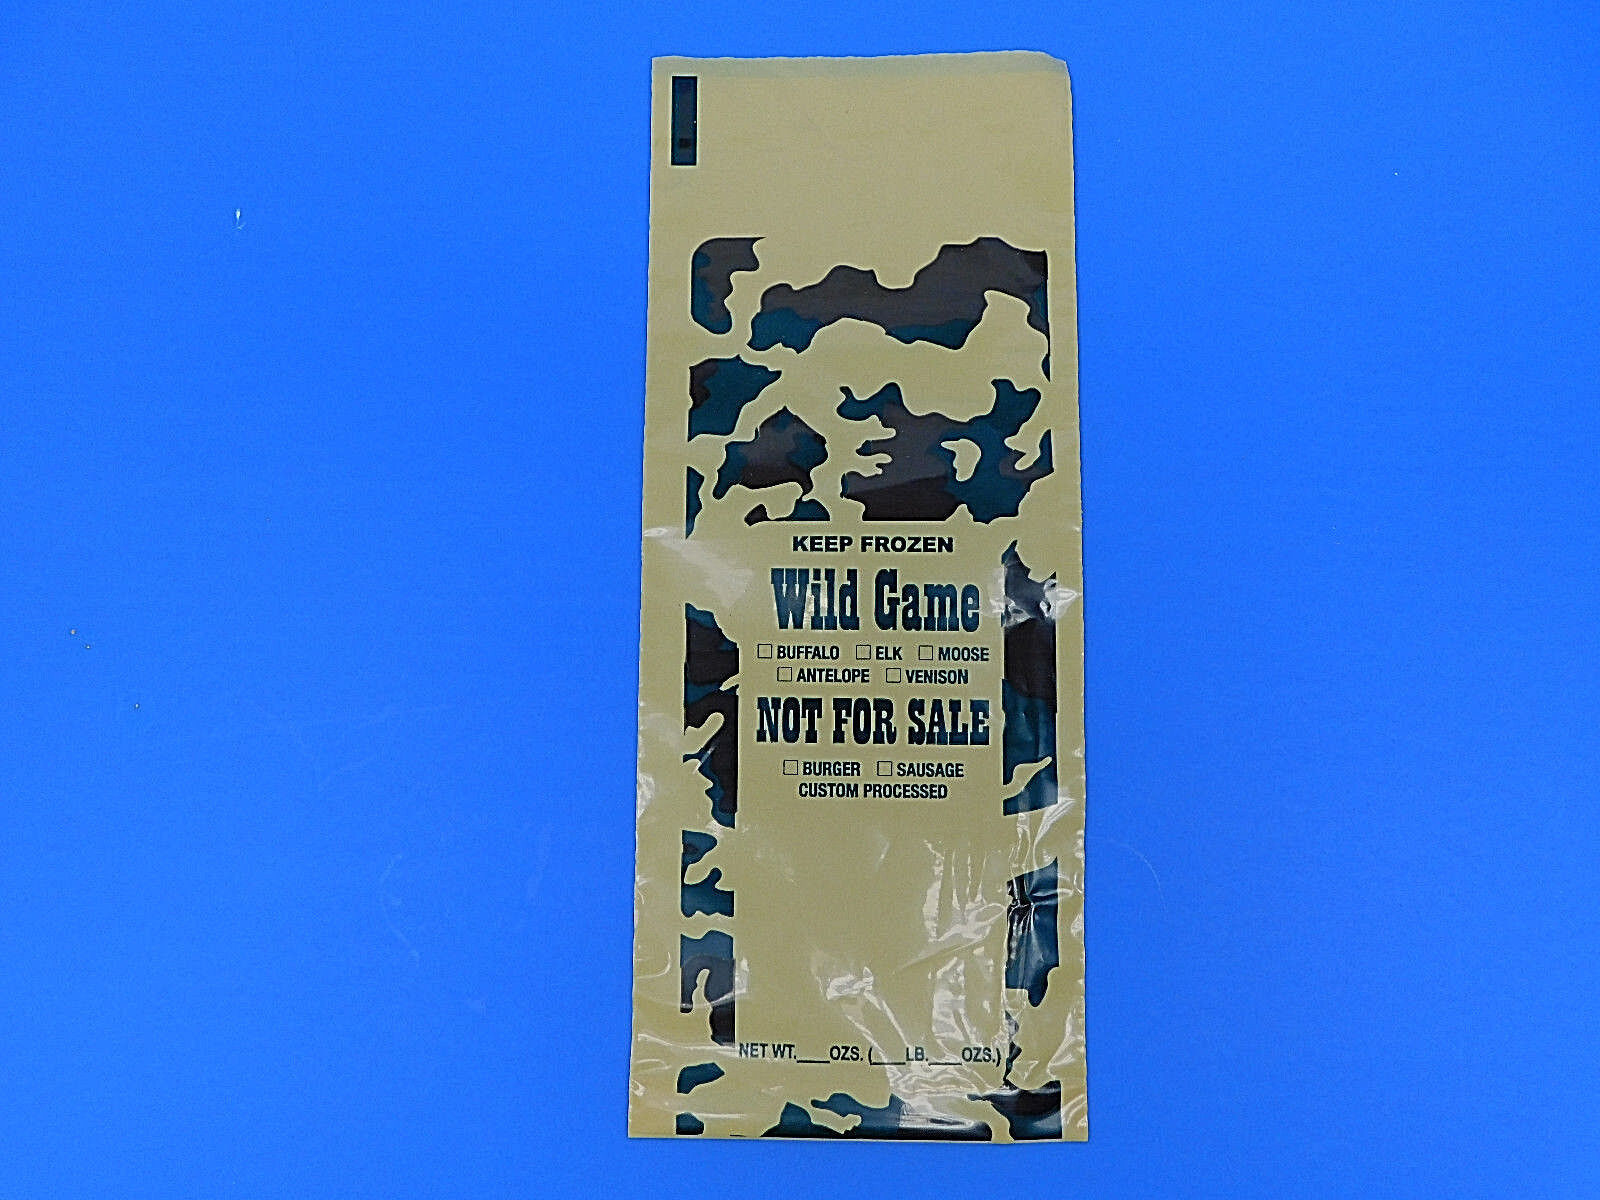 KEEP FROZEN
Wild Game
☐ BUFFALO ☐ ELK ☐ MOOSE
☐ ANTELOPE ☐ VENISON
NOT FOR SALE
☐ BURGER ☐ SAUSAGE
CUSTOM PROCESSED
NET WT.____OZS. (____LB.____OZS.)